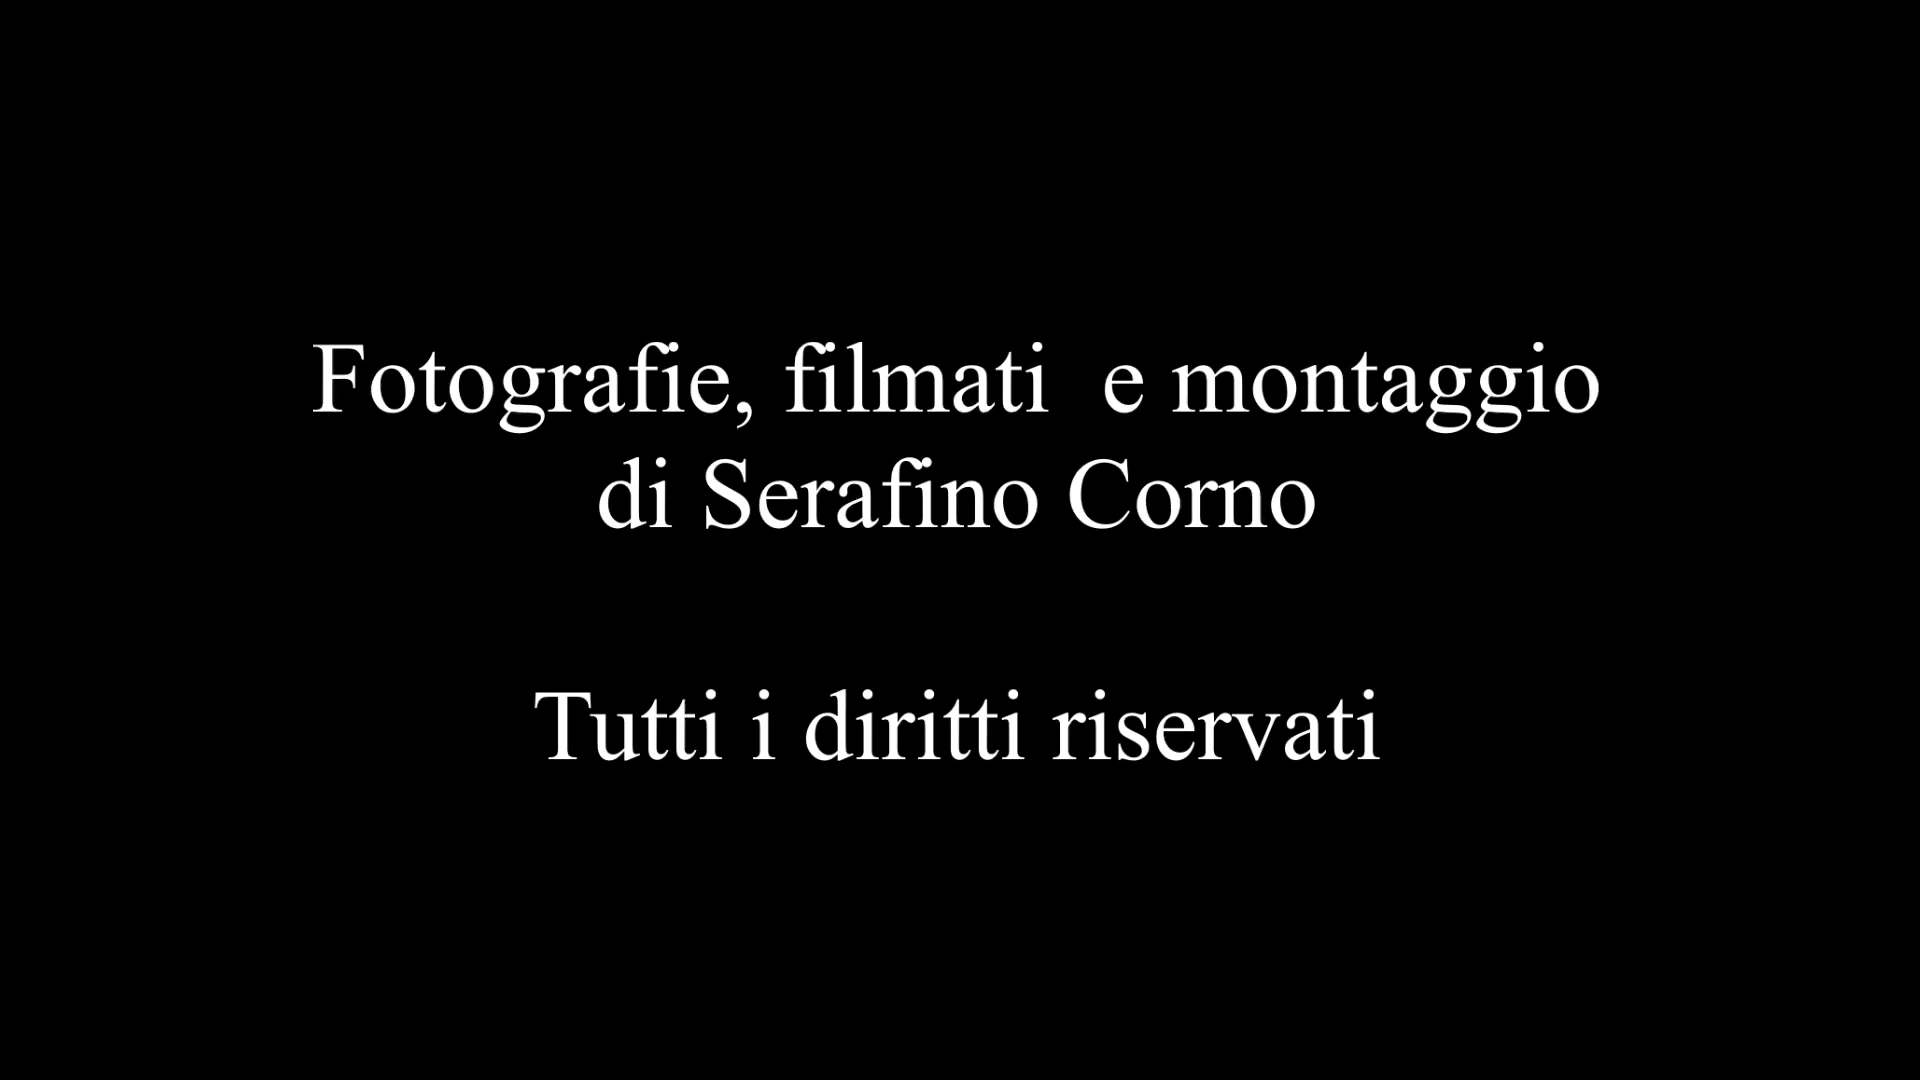 Fotografie, filmati  e montaggio
di Serafino Corno
Tutti i diritti riservati